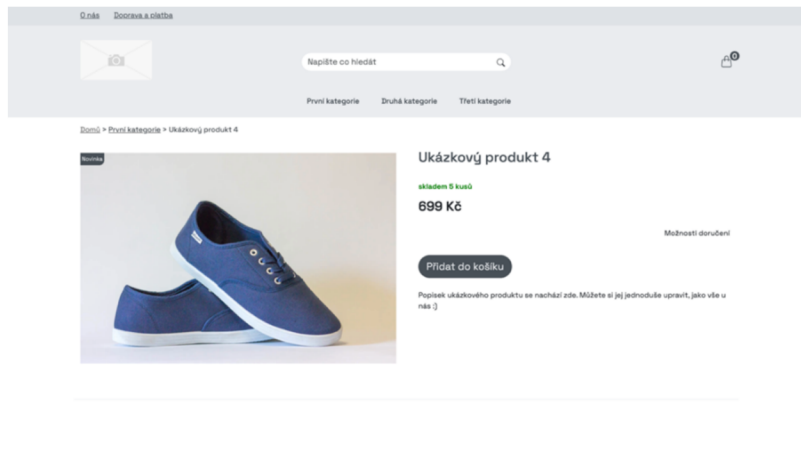 O nás Doprava a platba
Napište co hledát
0
První kategorie Druhá kategorie Třetí kategorie
Domů > První kategorie > Ukázkový produkt 4
Novinka
Ukázkový produkt 4
skladem 5 kusů
699 Kč
Možnosti doručení
Přidat do košíku
Popisek ukázkového produktu se nachází zde. Můžete si jej jednoduše upravit, jako vše u
nás :)